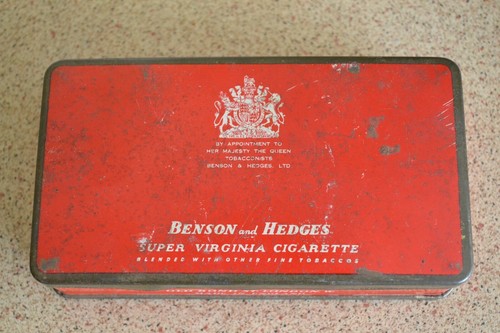 BY APPOINTMENT TO
HER MAJESTY THE QUEEN
TOBACCONISTS
BENSON & HEDGES, LTD.
BENSON and HEDGES
SUPER VIRGINIA CIGARETTE
BLENDED WITH OTHER FINE TOBACCOS